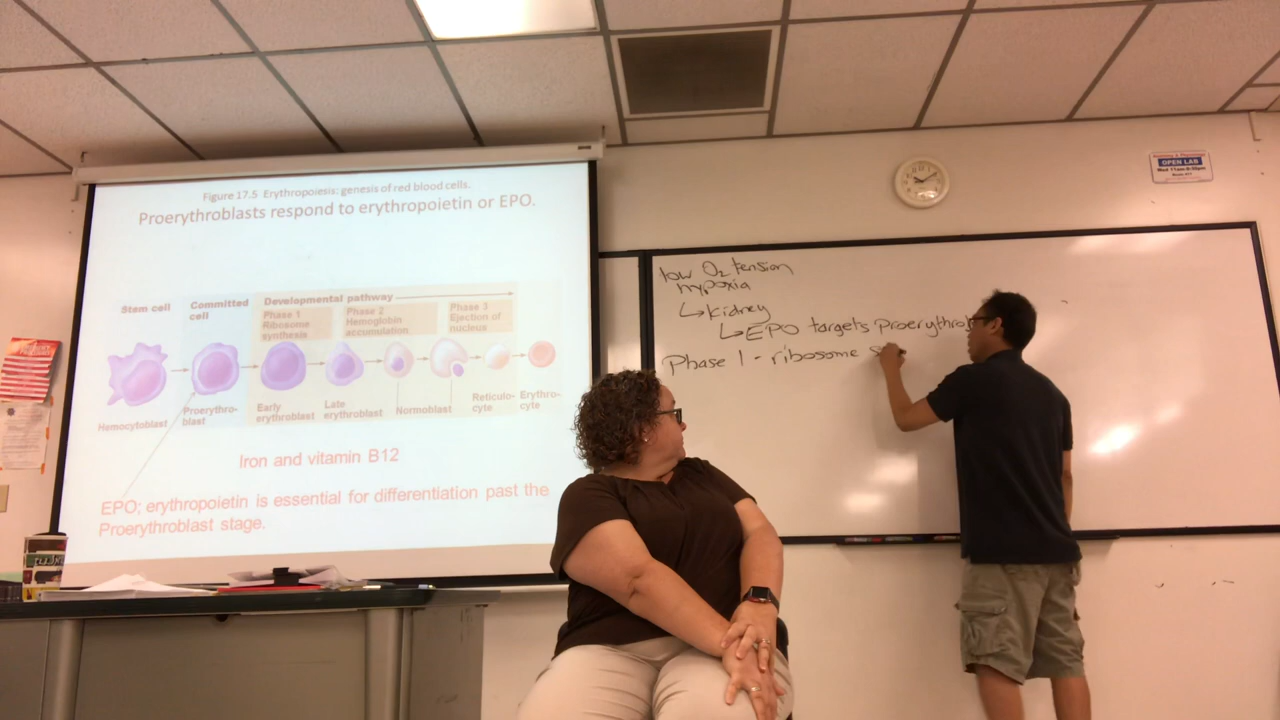 Figure 17.5 Erythropoiesis: genesis of red blood cells.
Proerythroblasts respond to erythropoietin or EPO.
Stem cell
Committed
cell
Developmental pathway
Phase 1
Ribosome
synthesis
Phase 2
Hemoglobin
accumulation
Phase 3
Ejection of
nucleus
Hemocytoblast
Proerythro-
blast
Early
erythroblast
Late
erythroblast
Normoblast
Reticulo-
cyte
Erythro-
cyte
Iron and vitamin B12
EPO; erythropoietin is essential for differentiation past the
Proerythroblast stage.
low O2 tension
hypoxia
↳kidney
↳EPO targets Proerythro
Phase 1 - ribosome s
OPEN LAB